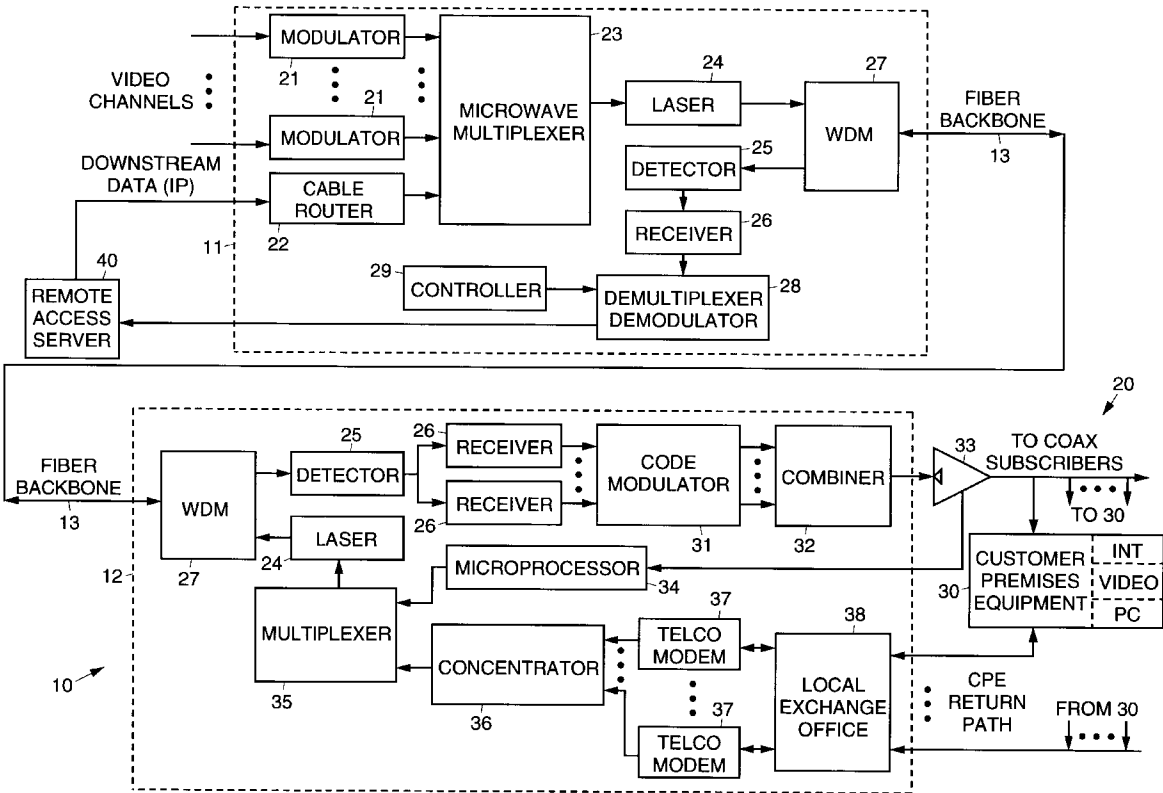 MODULATOR
21
VIDEO
CHANNELS
21
MODULATOR
DOWNSTREAM
DATA (IP)
CABLE
ROUTER
22
11
23
MICROWAVE
MULTIPLEXER
24
LASER
25
DETECTOR
26
RECEIVER
27
WDM
FIBER
BACKBONE
13
29
CONTROLLER
DEMULTIPLEXER
DEMODULATOR
28
40
REMOTE
ACCESS
SERVER
20
FIBER
BACKBONE
13
12
WDM
27
25
DETECTOR
LASER
24
26
RECEIVER
RECEIVER
26
CODE
MODULATOR
31
COMBINER
32
33
TO COAX
SUBSCRIBERS
TO 30
MICROPROCESSOR
34
30
CUSTOMER
PREMISES
EQUIPMENT
INT
VIDEO
PC
MULTIPLEXER
35
CONCENTRATOR
36
37
TELCO
MODEM
37
TELCO
MODEM
38
LOCAL
EXCHANGE
OFFICE
CPE
RETURN
PATH
FROM 30
10